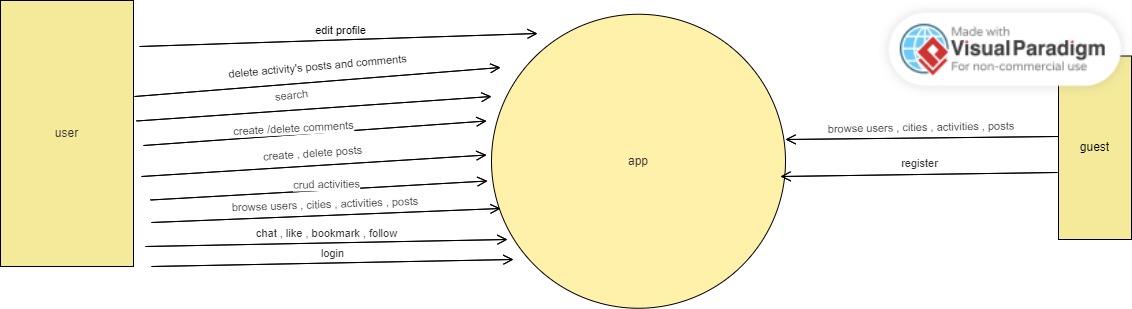 edit profile
delete activity's posts and comments
search
create /delete comments
create , delete posts
crud activities
browse users , cities , activities , posts
chat , like , bookmark , follow
login
user
app
browse users , cities , activities , posts
register
guest
Made with
Visual Paradigm
For non-commercial use